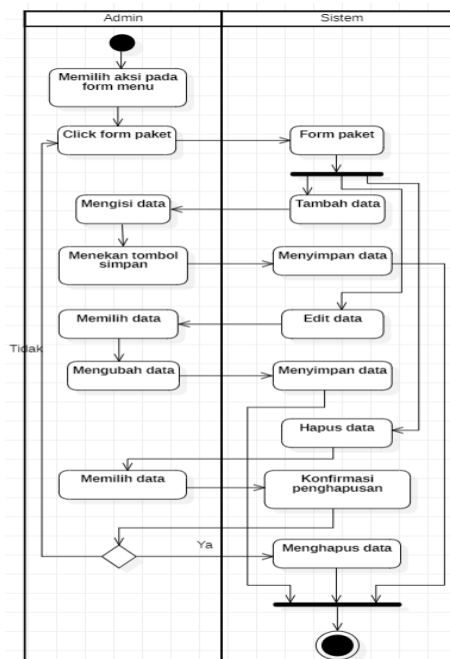 Admin
Sistem
Memilih aksi pada
form menu
Click form paket
Form paket
Mengisi data
Tambah data
Menekan tombol
simpan
Menyimpan data
Memilih data
Edit data
Tidak
Mengubah data
Menyimpan data
Hapus data
Memilih data
Konfirmasi
penghapusan
Ya
Menghapus data